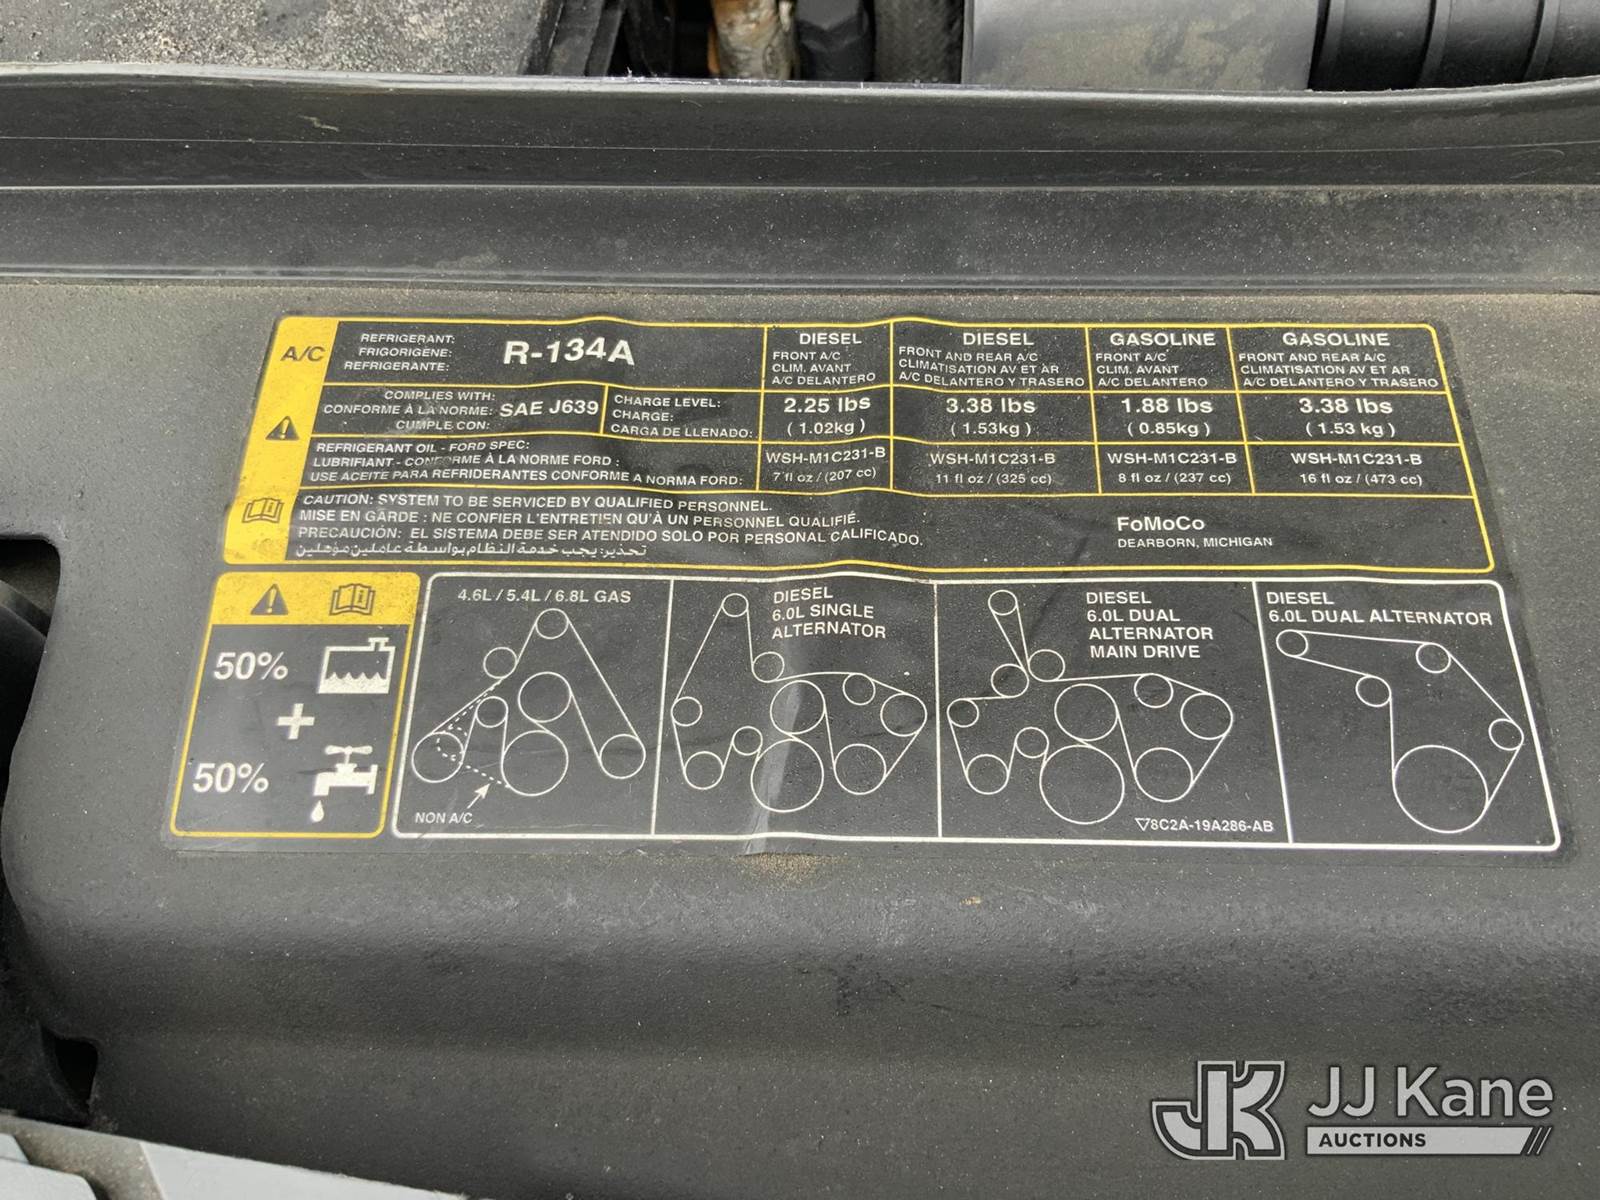 A/C
REFRIGERANT:
FRIGORIGÈNE:
REFRIGERANTE:
R-134A
DIESEL
FRONT A/C
CLIM. AVANT
A/C DELANTERO
DIESEL
FRONT AND REAR A/C
CLIMATISATION AV ET AR
A/C DELANTERO Y TRASERO
GASOLINE
FRONT A/C
CLIM. AVANT
A/C DELANTERO
GASOLINE
FRONT AND REAR A/C
CLIMATISATION AV ET AR
A/C DELANTERO Y TRASERO
COMPLIES WITH:
CONFORME À LA NORME:
CUMPLE CON:
SAE J639
CHARGE LEVEL:
CHARGE:
CARGA DE LLENADO:
2.25 lbs
(1.02kg)
3.38 lbs
(1.53kg)
1.88 lbs
(0.85kg)
3.38 lbs
(1.53 kg)
REFRIGERANT OIL - FORD SPEC:
LUBRIFIANT - CONFORME À LA NORME FORD :
USE ACEITE PARA REFRIDERANTES CONFORME A NORMA FORD:
WSH-M1C231-B
7 fl oz / (207 cc)
WSH-M1C231-B
11 fl oz / (325 cc)
WSH-M1C231-B
8 fl oz / (237 cc)
WSH-M1C231-B
16 fl oz / (473 cc)
CAUTION: SYSTEM TO BE SERVICED BY QUALIFIED PERSONNEL.
MISE EN GARDE : NE CONFIER L'ENTRETIEN QU'À UN PERSONNEL QUALIFIÉ.
PRECAUCIÓN: EL SISTEMA DEBE SER ATENDIDO SOLO POR PERSONAL CALIFICADO.
تحذير: يجب خدمة النظام بواسطة عاملين مؤهلين
FoMoCo
DEARBORN, MICHIGAN
50%
+
50%
4.6L / 5.4L / 6.8L GAS
NON A/C
DIESEL
6.0L SINGLE
ALTERNATOR
DIESEL
6.0L DUAL
ALTERNATOR
MAIN DRIVE
▽8C2A-19A286-AB
DIESEL
6.0L DUAL ALTERNATOR
JK
JJ Kane
AUCTIONS